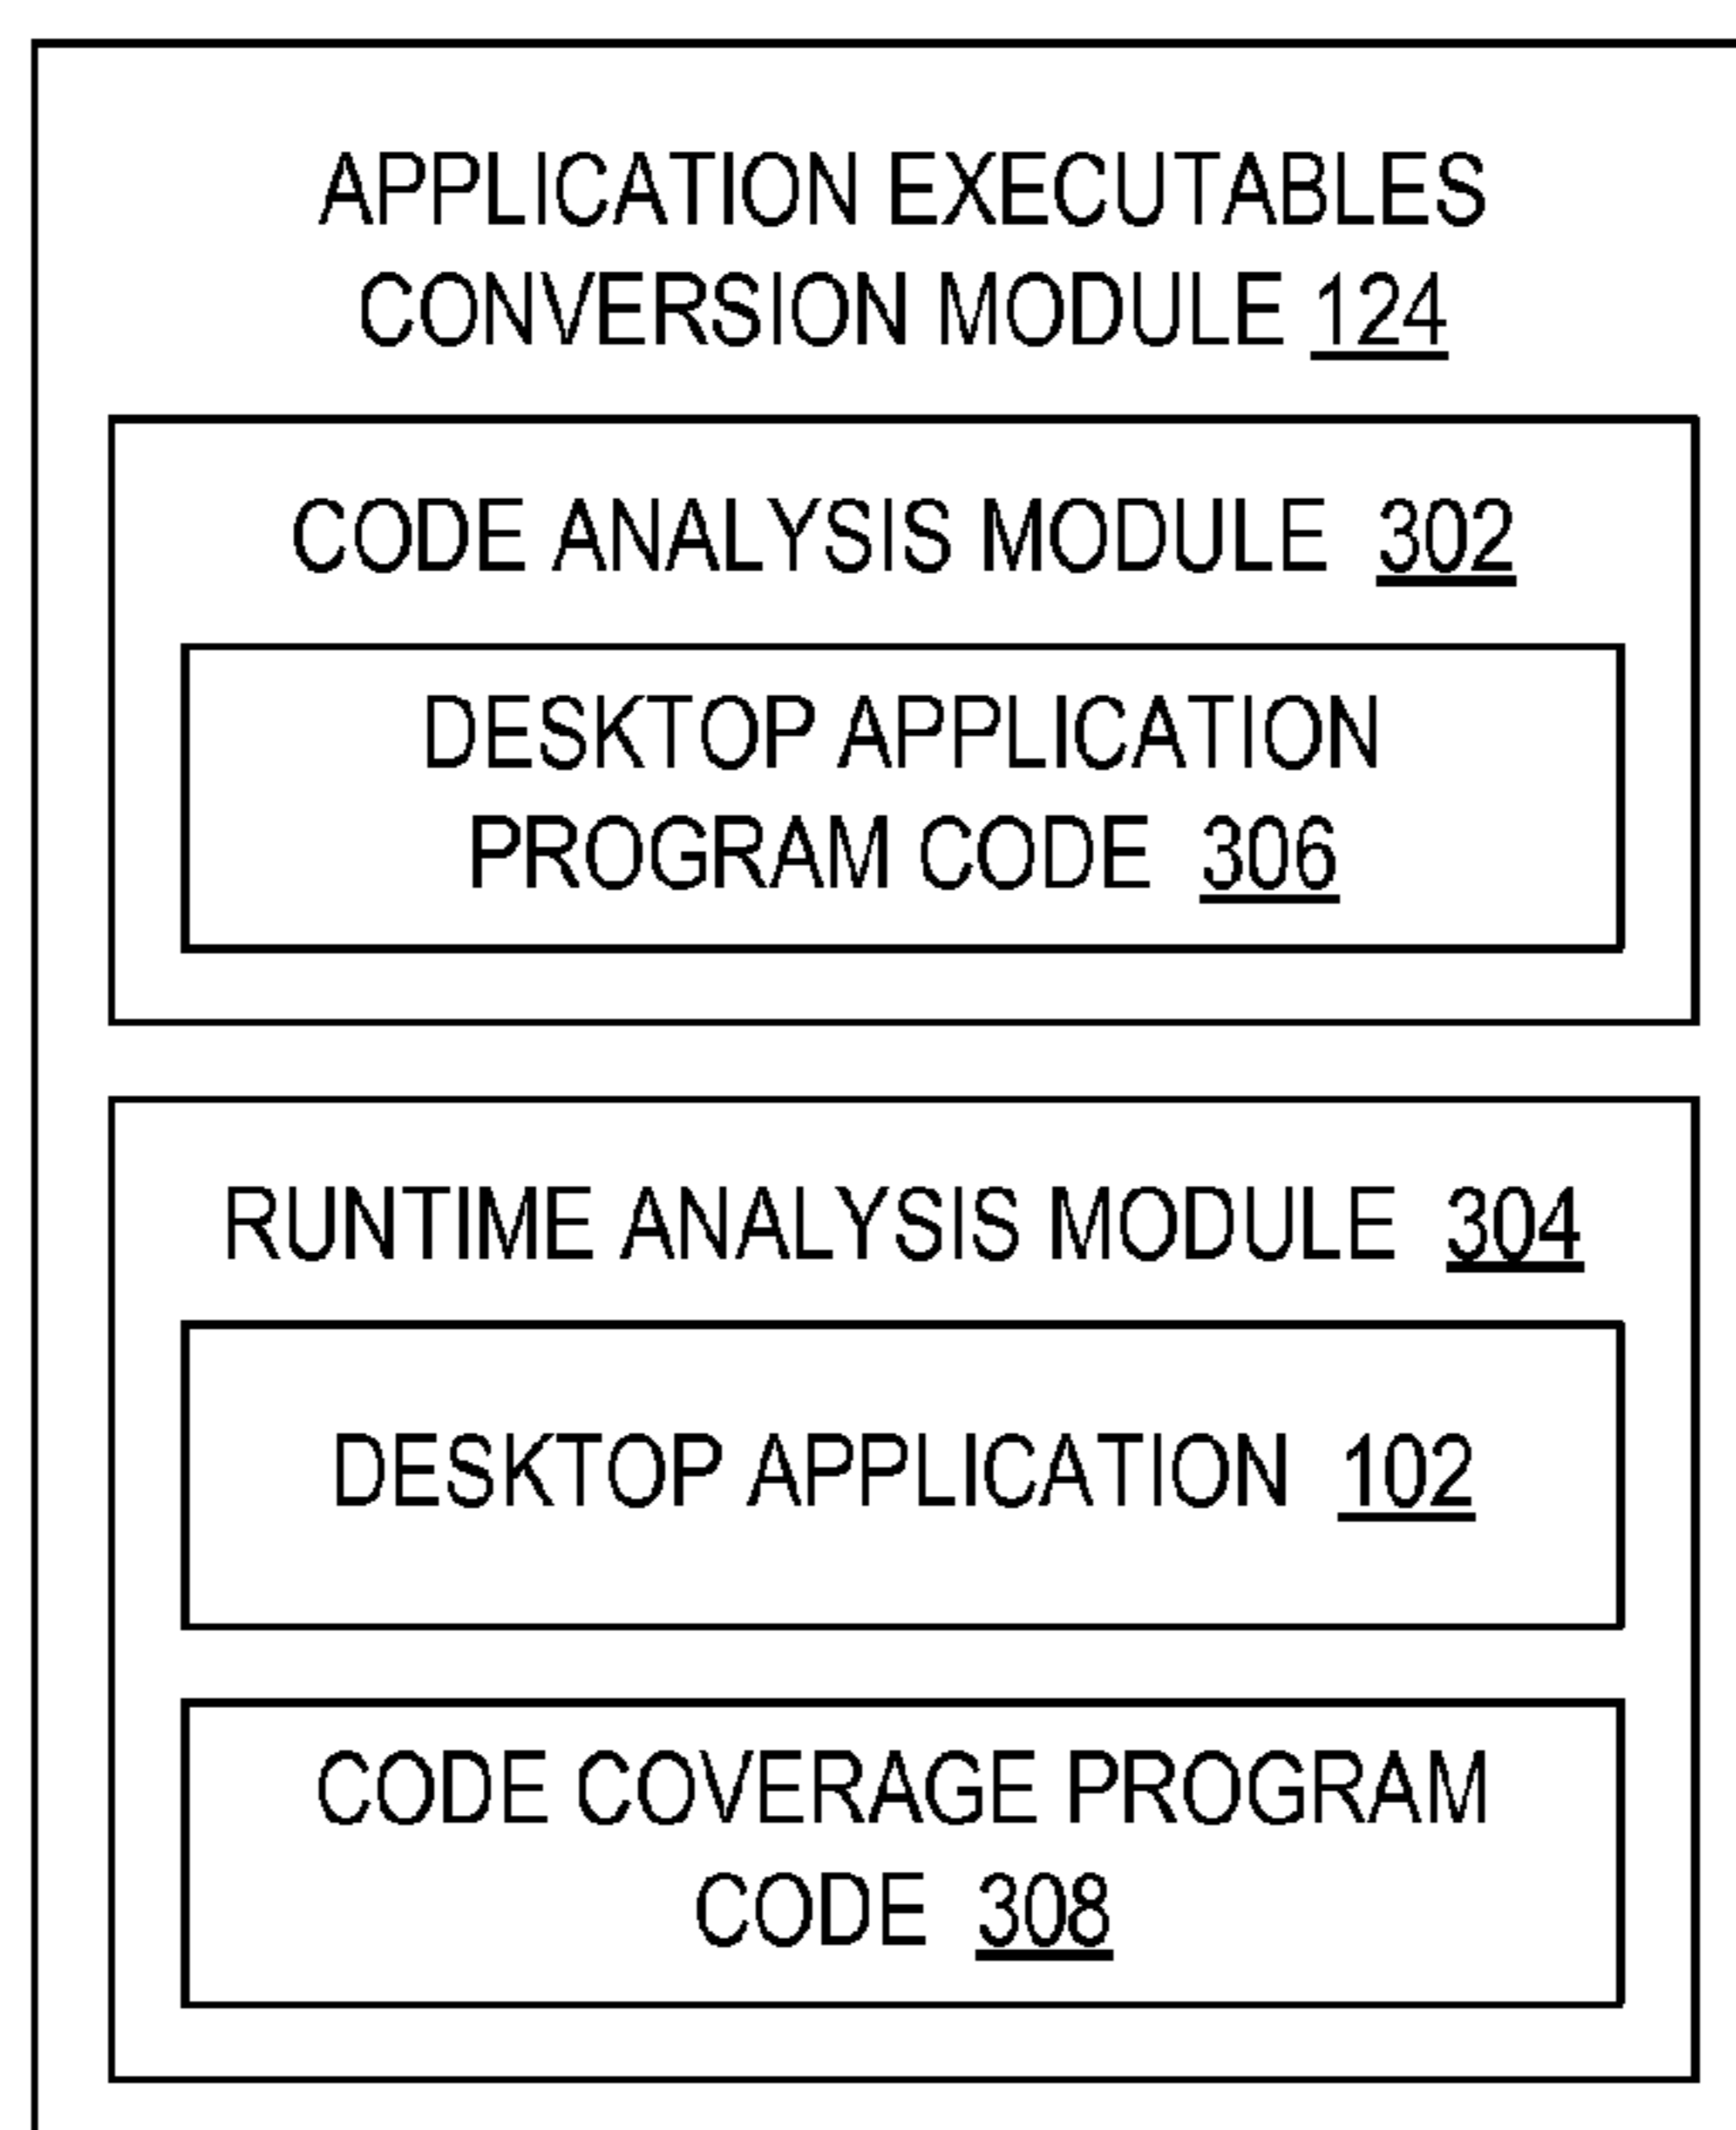 APPLICATION EXECUTABLES
CONVERSION MODULE 124
CODE ANALYSIS MODULE 302
DESKTOP APPLICATION
PROGRAM CODE 306
RUNTIME ANALYSIS MODULE 304
DESKTOP APPLICATION 102
CODE COVERAGE PROGRAM
CODE 308